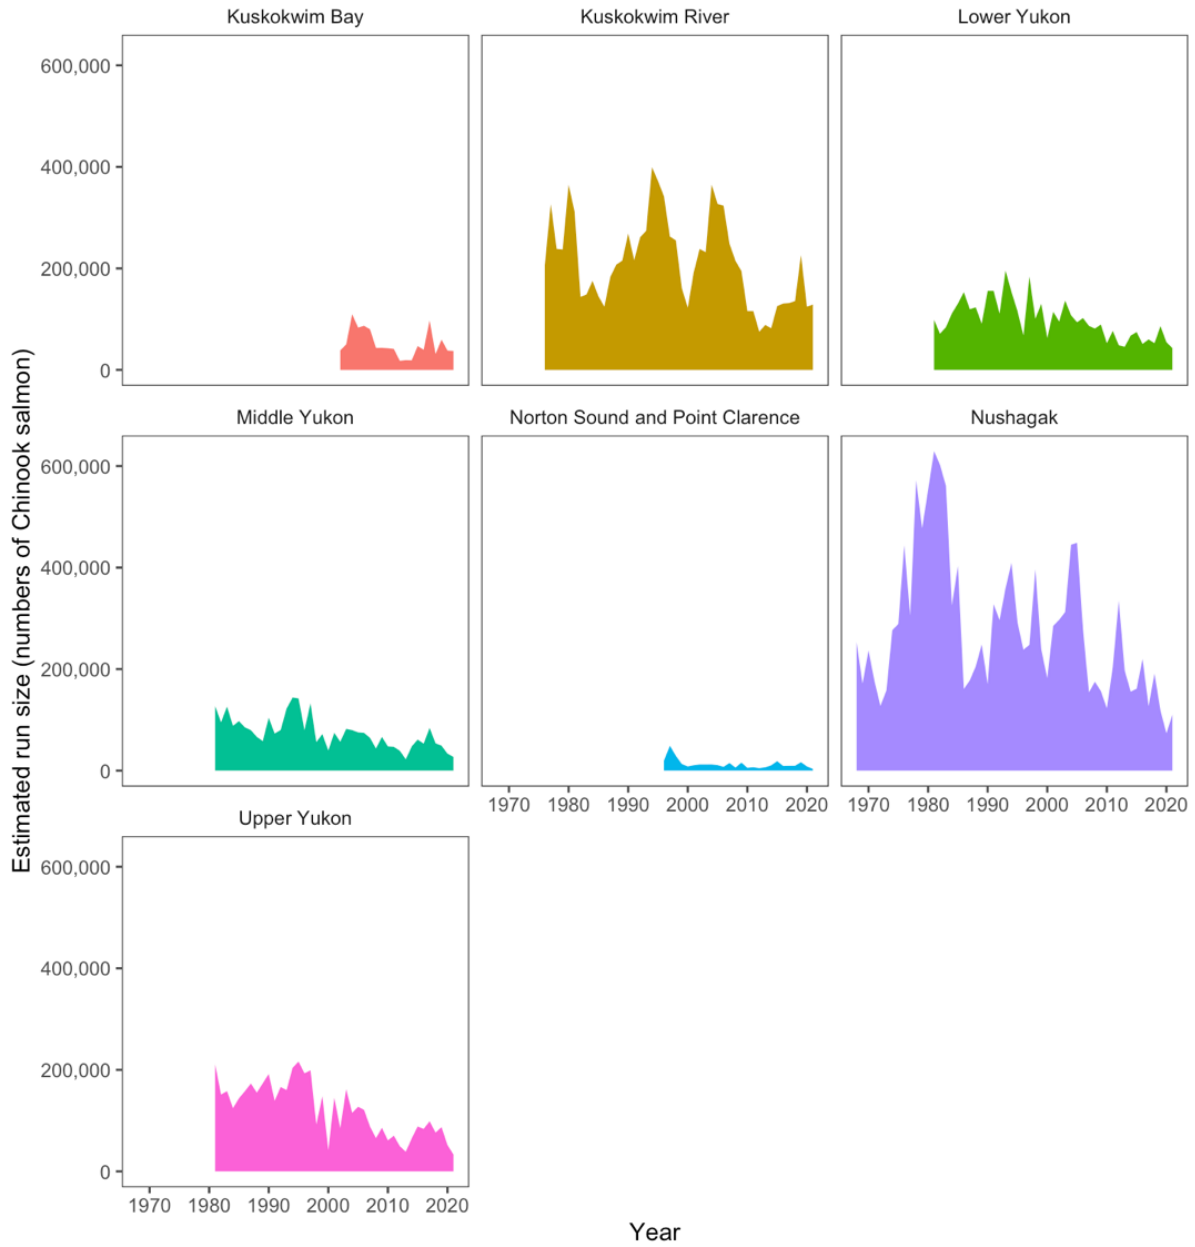 Kuskokwim Bay
Kuskokwim River
Lower Yukon
600,000
400,000
200,000
0
Middle Yukon
Norton Sound and Point Clarence
Nushagak
600,000
400,000
200,000
0
1970 1980 1990 2000 2010 2020
1970 1980 1990 2000 2010 2020
Upper Yukon
600,000
400,000
200,000
0
1970 1980 1990 2000 2010 2020
Year
Estimated run size (numbers of Chinook salmon)